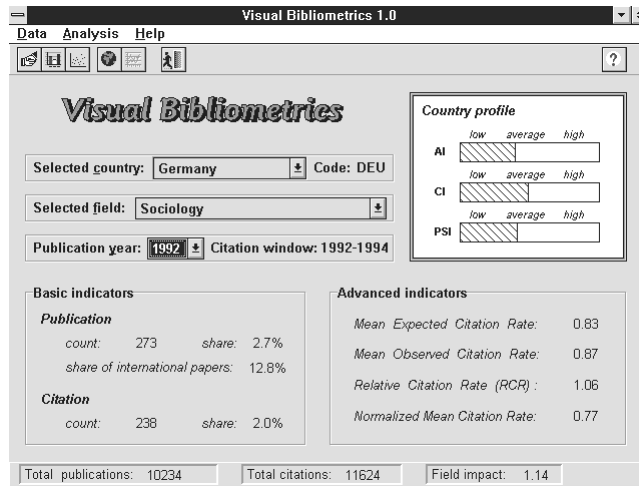 Visual Bibliometrics 1.0
Data Analysis Help
?
Visual Bibliometrics
Selected country: Germany Code: DEU
Selected field: Sociology
Publication year: 1992 Citation window: 1992-1994
Country profile
low average high
AI
low average high
CI
low average high
PSI
Basic indicators
Publication
count: 273 share: 2.7%
share of international papers: 12.8%
Citation
count: 238 share: 2.0%
Advanced indicators
Mean Expected Citation Rate: 0.83
Mean Observed Citation Rate: 0.87
Relative Citation Rate (RCR) : 1.06
Normalized Mean Citation Rate: 0.77
Total publications: 10234 Total citations: 11624 Field impact: 1.14